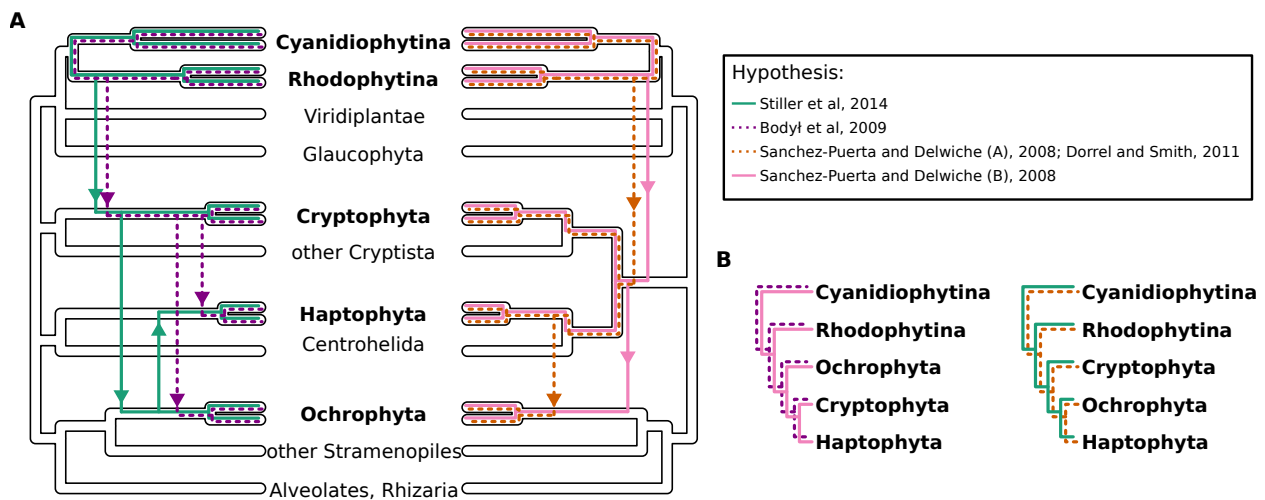 A
Cyanidiophytina
Rhodophytina
Viridiplantae
Glaucophyta
Cryptophyta
other Cryptista
Haptophyta
Centrohelida
Ochrophyta
other Stramenopiles
Alveolates, Rhizaria
Hypothesis:
Stiller et al, 2014
Bodył et al, 2009
Sanchez-Puerta and Delwiche (A), 2008; Dorrel and Smith, 2011
Sanchez-Puerta and Delwiche (B), 2008
B
Cyanidiophytina
Rhodophytina
Ochrophyta
Cryptophyta
Haptophyta
Cyanidiophytina
Rhodophytina
Cryptophyta
Ochrophyta
Haptophyta